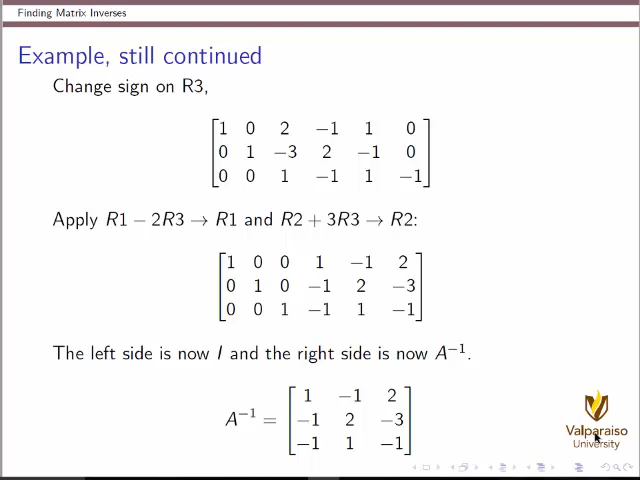 Finding Matrix Inverses
Example, still continued
Change sign on R3,
[1 0 2 −1 1 0
0 1 −3 2 −1 0
0 0 1 −1 1 −1]
Apply R1 − 2R3 → R1 and R2 + 3R3 → R2:
[1 0 0 1 −1 2
0 1 0 −1 2 −3
0 0 1 −1 1 −1]
The left side is now I and the right side is now A⁻¹.
A⁻¹ = [1 −1 2
−1 2 −3
−1 1 −1]
Valparaiso
University